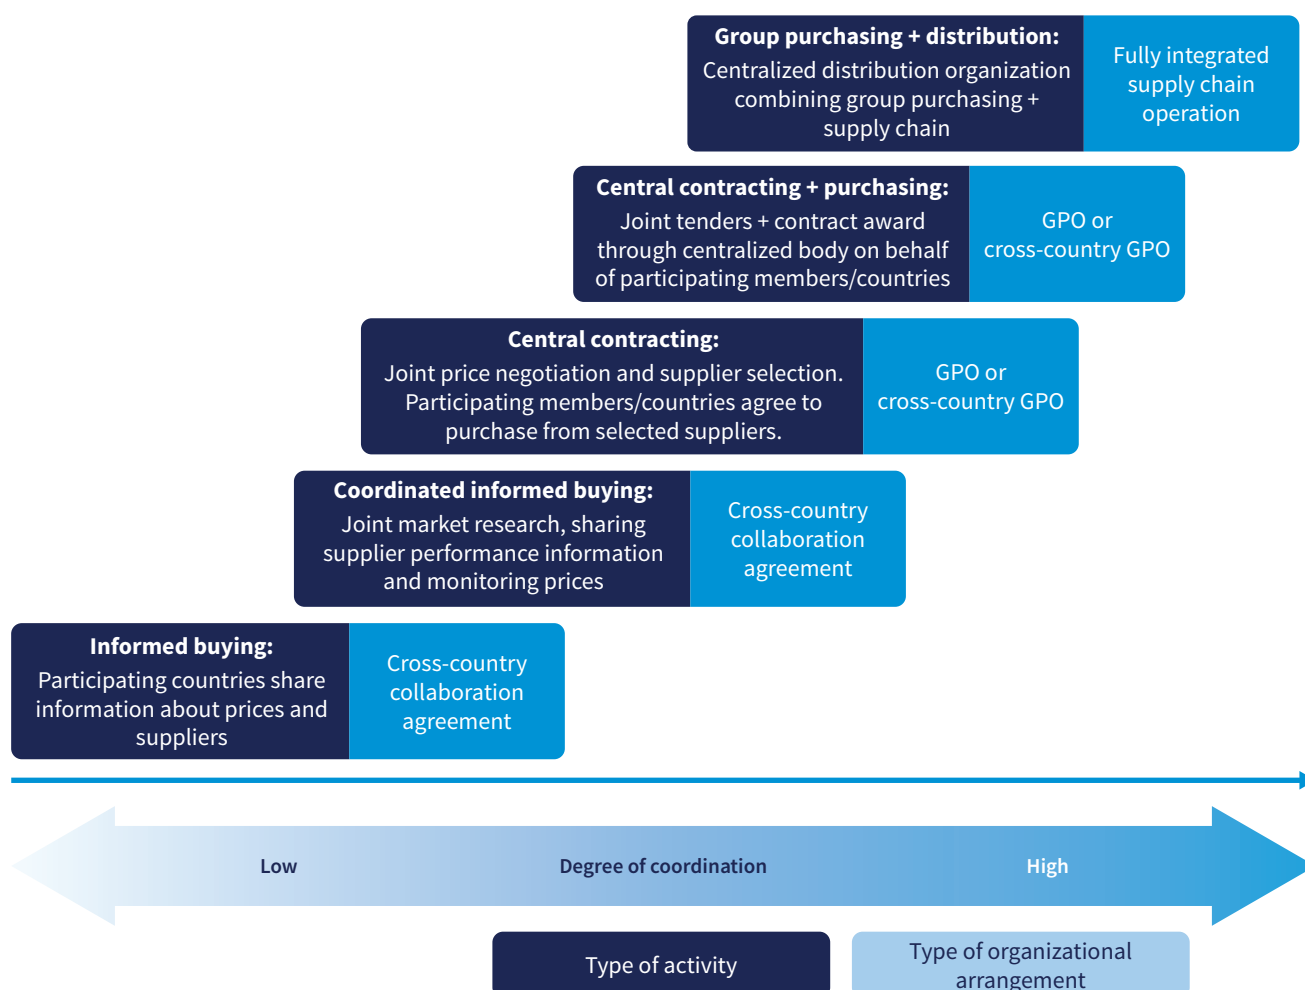 Group purchasing + distribution:
Centralized distribution organization
combining group purchasing +
supply chain
Fully integrated
supply chain
operation
Central contracting + purchasing:
Joint tenders + contract award
through centralized body on behalf
of participating members/countries
GPO or
cross-country GPO
Central contracting:
Joint price negotiation and supplier selection.
Participating members/countries agree to
purchase from selected suppliers.
GPO or
cross-country GPO
Coordinated informed buying:
Joint market research, sharing
supplier performance information
and monitoring prices
Cross-country
collaboration
agreement
Informed buying:
Participating countries share
information about prices and
suppliers
Cross-country
collaboration
agreement
Low
Degree of coordination
High
Type of activity
Type of organizational
arrangement